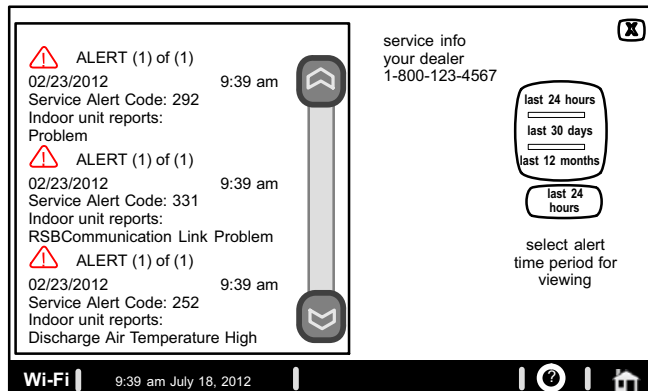 ALERT (1) of (1)
02/23/2012 9:39 am
Service Alert Code: 292
Indoor unit reports:
Problem
ALERT (1) of (1)
02/23/2012 9:39 am
Service Alert Code: 331
Indoor unit reports:
RSBCommunication Link Problem
ALERT (1) of (1)
02/23/2012 9:39 am
Service Alert Code: 252
Indoor unit reports:
Discharge Air Temperature High
service info
your dealer
1-800-123-4567
X
last 24 hours
last 30 days
last 12 months
last 24
hours
select alert
time period for
viewing
Wi-Fi 9:39 am July 18, 2012 ?